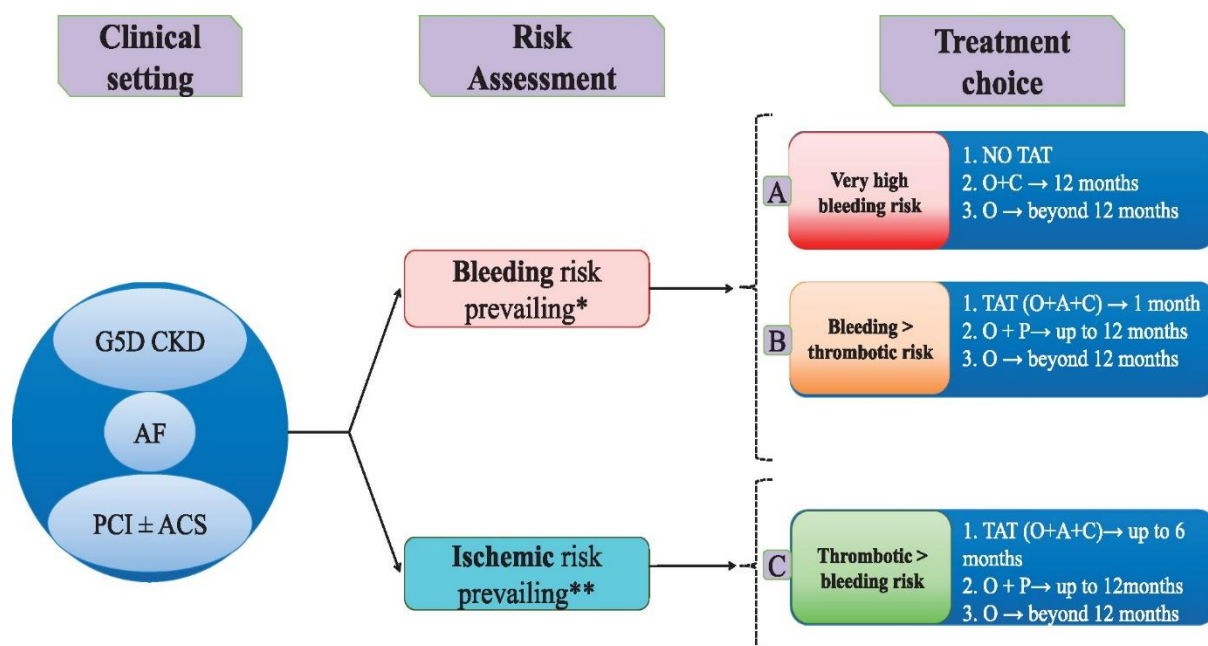 Clinical
setting
Risk
Assessment
Treatment
choice
G5D CKD
AF
PCI ± ACS
Bleeding risk
prevailing*
Ischemic risk
prevailing**
A
Very high
bleeding risk
1. NO TAT
2. O+C → 12 months
3. O → beyond 12 months
B
Bleeding >
thrombotic risk
1. TAT (O+A+C) → 1 month
2. O + P→ up to 12 months
3. O → beyond 12 months
C
Thrombotic >
bleeding risk
1. TAT (O+A+C)→ up to 6
months
2. O + P→ up to 12months
3. O → beyond 12 months